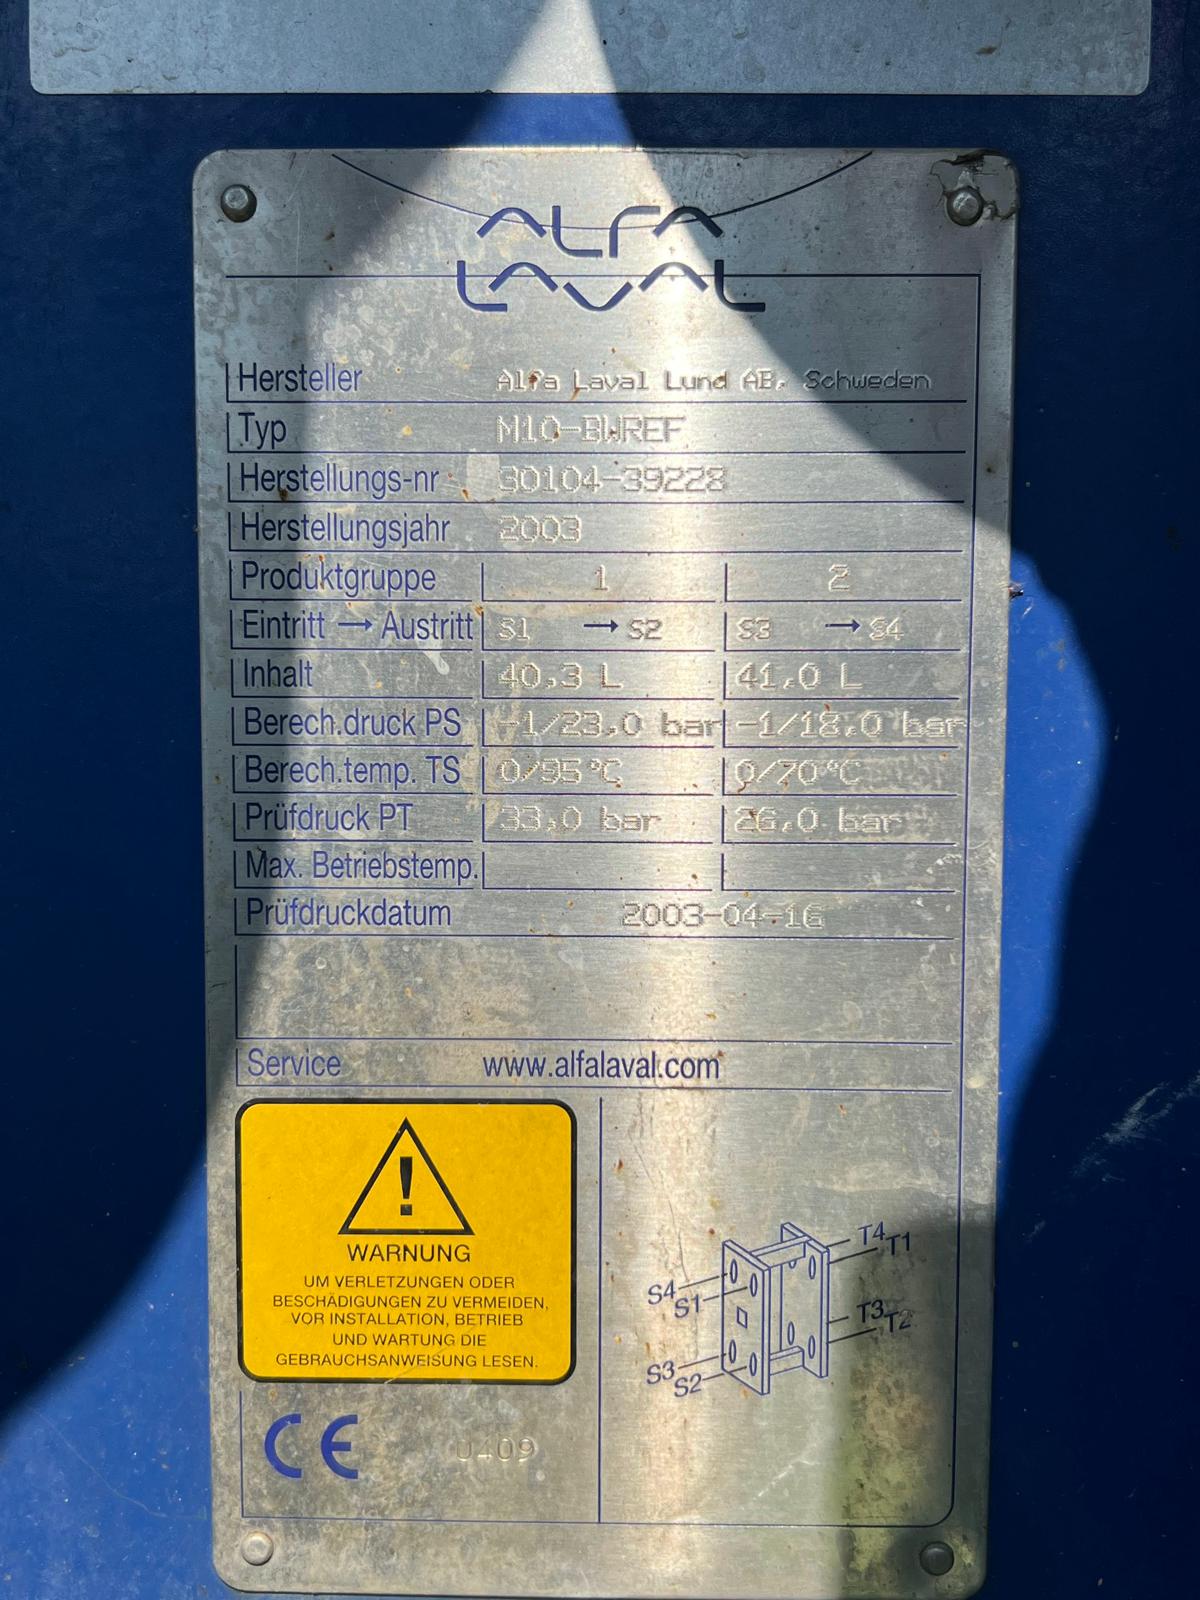 ALFA
LAVAL
Hersteller Alfa Laval Lund AB, Schweden
Typ M10-BWREF
Herstellungs-nr 30104-39228
Herstellungsjahr 2003
Produktgruppe 1 2
Eintritt → Austritt S1 → S2 S3 → S4
Inhalt 40,3 L 41,0 L
Berech.druck PS -1/23,0 bar -1/18,0 bar
Berech.temp. TS 0/95°C 0/70°C
Prüfdruck PT 33,0 bar 26,0 bar
Max. Betriebstemp.
Prüfdruckdatum 2003-04-16
Service www.alfalaval.com
!
WARNUNG
UM VERLETZUNGEN ODER
BESCHÄDIGUNGEN ZU VERMEIDEN,
VOR INSTALLATION, BETRIEB
UND WARTUNG DIE
GEBRAUCHSANWEISUNG LESEN.
T4
T1
S4
S1
T3
T2
S3
S2
CE 0409